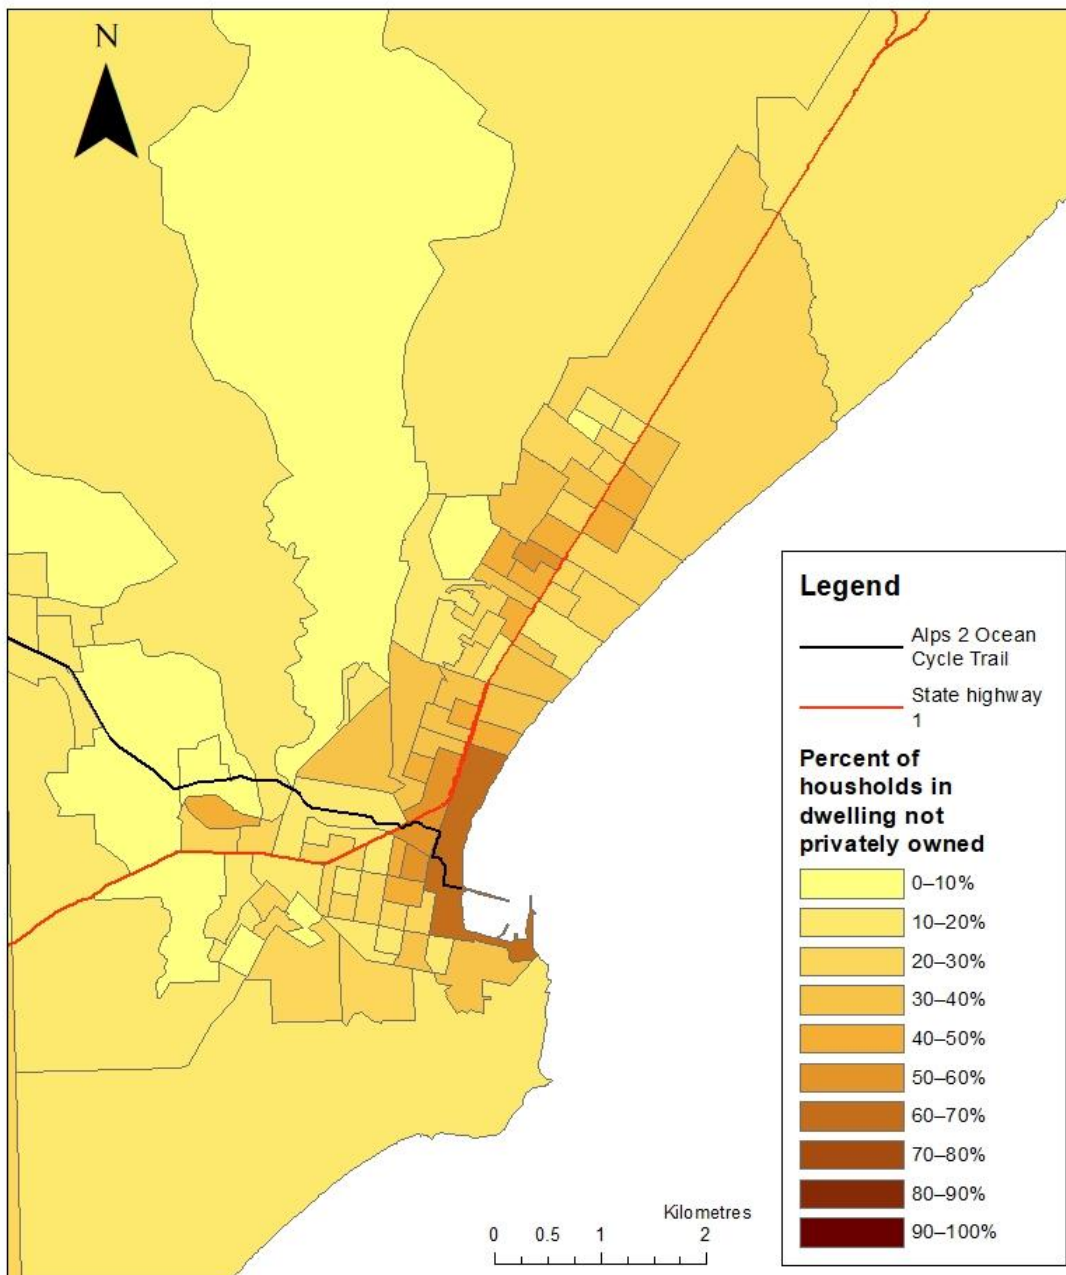 N
Legend
Alps 2 Ocean
Cycle Trail
State highway
1
Percent of
housholds in
dwelling not
privately owned
0–10%
10–20%
20–30%
30–40%
40–50%
50–60%
60–70%
70–80%
80–90%
90–100%
Kilometres
0 0.5 1 2